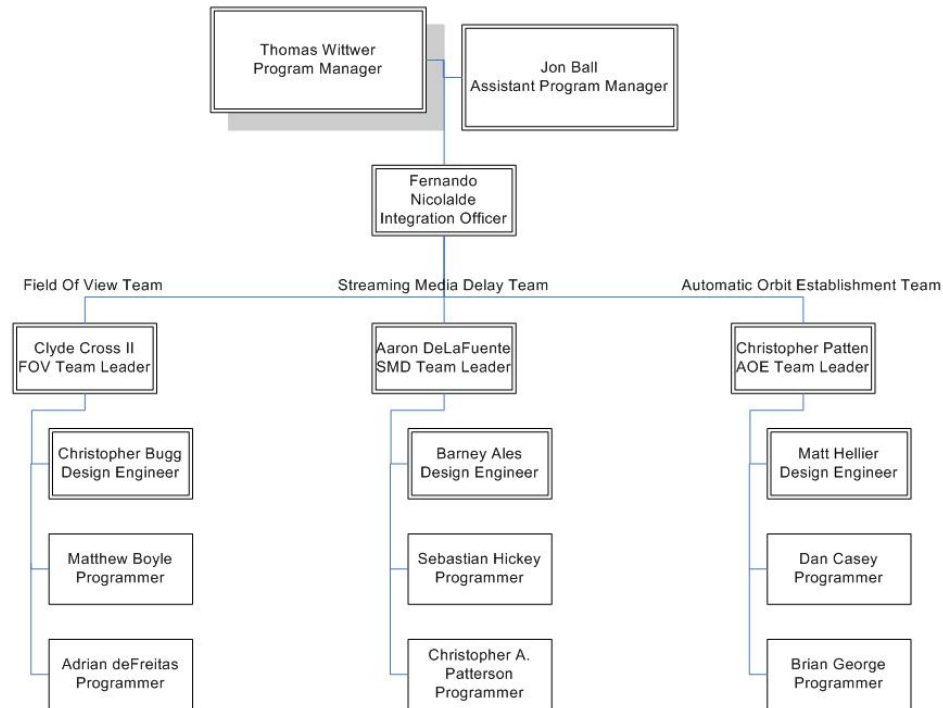 Thomas Wittwer
Program Manager
Jon Ball
Assistant Program Manager
Fernando
Nicolalde
Integration Officer
Field Of View Team
Streaming Media Delay Team
Automatic Orbit Establishment Team
Clyde Cross II
FOV Team Leader
Aaron DeLaFuente
SMD Team Leader
Christopher Patten
AOE Team Leader
Christopher Bugg
Design Engineer
Barney Ales
Design Engineer
Matt Hellier
Design Engineer
Matthew Boyle
Programmer
Sebastian Hickey
Programmer
Dan Casey
Programmer
Adrian deFreitas
Programmer
Christopher A.
Patterson
Programmer
Brian George
Programmer